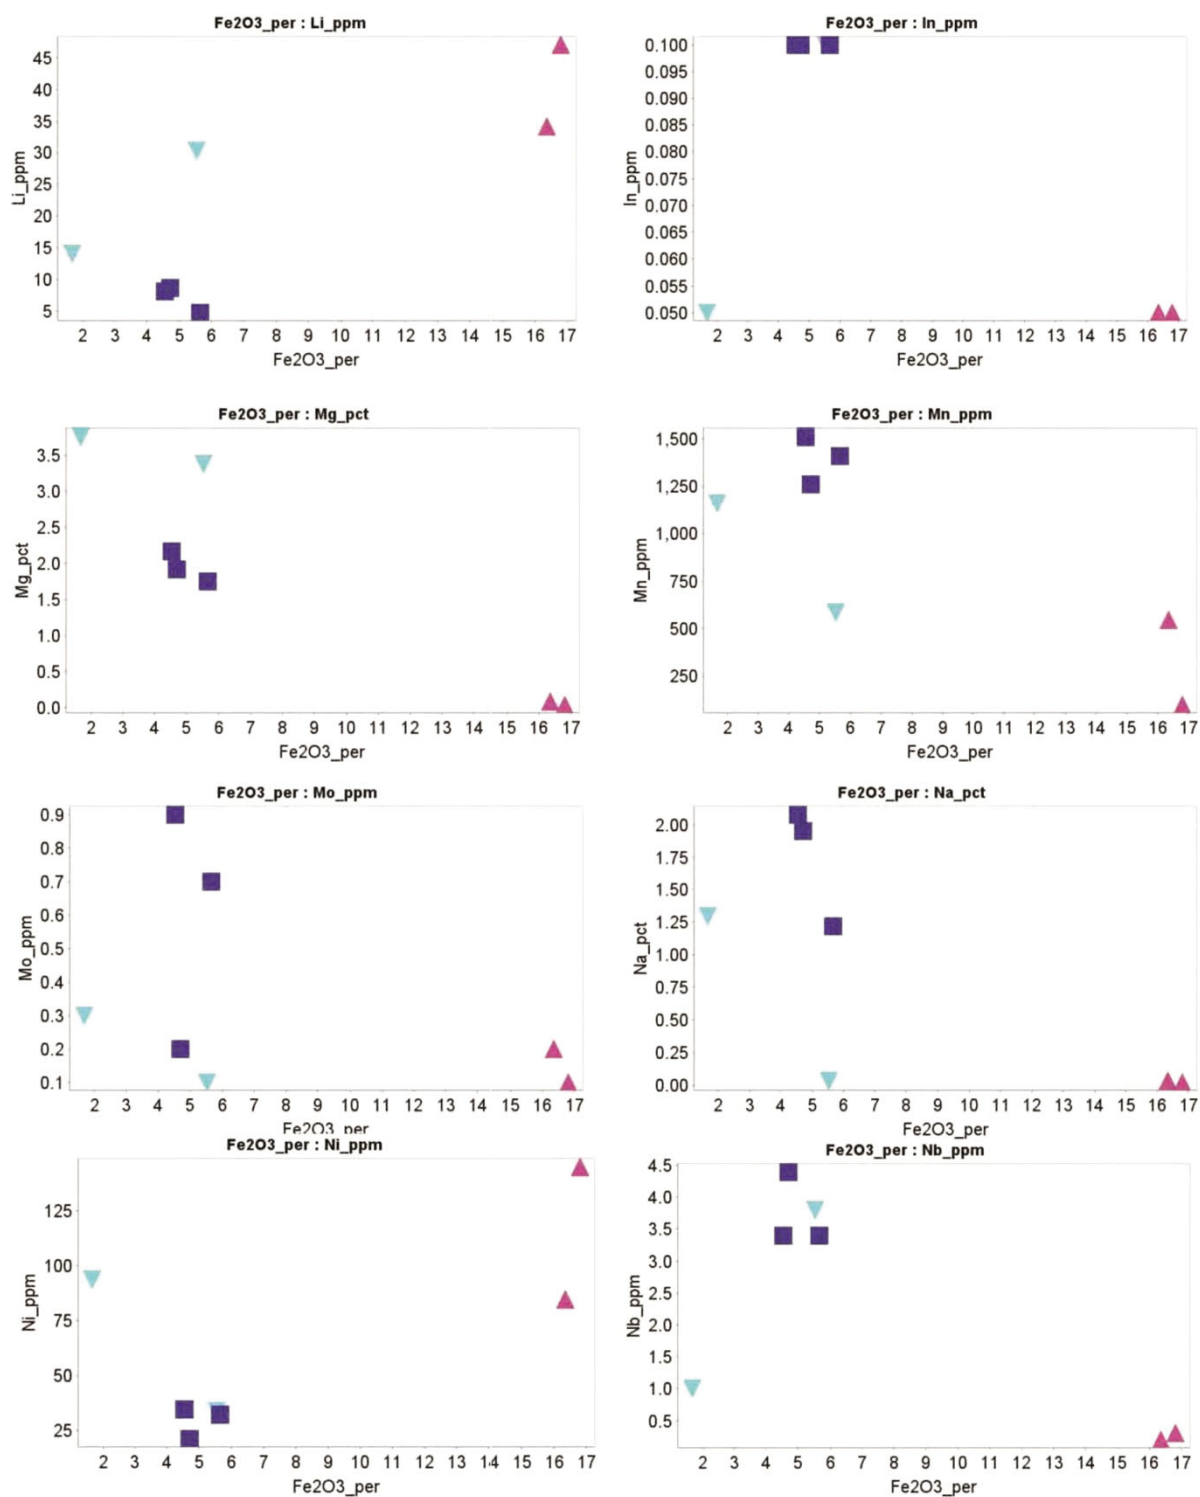 Fe2O3_per : Li_ppm
45
40
35
30
25
20
15
10
5
Li_ppm
2 3 4 5 6 7 8 9 10 11 12 13 14 15 16 17
Fe2O3_per
Fe2O3_per : In_ppm
0.100
0.095
0.090
0.085
0.080
0.075
0.070
0.065
0.060
0.055
0.050
In_ppm
2 3 4 5 6 7 8 9 10 11 12 13 14 15 16 17
Fe2O3_per
Fe2O3_per : Mg_pct
3.5
3.0
2.5
2.0
1.5
1.0
0.5
0.0
Mg_pct
2 3 4 5 6 7 8 9 10 11 12 13 14 15 16 17
Fe2O3_per
Fe2O3_per : Mn_ppm
1,500
1,250
1,000
750
500
250
Mn_ppm
2 3 4 5 6 7 8 9 10 11 12 13 14 15 16 17
Fe2O3_per
Fe2O3_per : Mo_ppm
0.9
0.8
0.7
0.6
0.5
0.4
0.3
0.2
0.1
Mo_ppm
2 3 4 5 6 7 8 9 10 11 12 13 14 15 16 17
Fe2O3_per
Fe2O3_per : Na_pct
2.00
1.75
1.50
1.25
1.00
0.75
0.50
0.25
0.00
Na_pct
2 3 4 5 6 7 8 9 10 11 12 13 14 15 16 17
Fe2O3_per
Fe2O3_per : Ni_ppm
125
100
75
50
25
Ni_ppm
2 3 4 5 6 7 8 9 10 11 12 13 14 15 16 17
Fe2O3_per
Fe2O3_per : Nb_ppm
4.5
4.0
3.5
3.0
2.5
2.0
1.5
1.0
0.5
Nb_ppm
2 3 4 5 6 7 8 9 10 11 12 13 14 15 16 17
Fe2O3_per